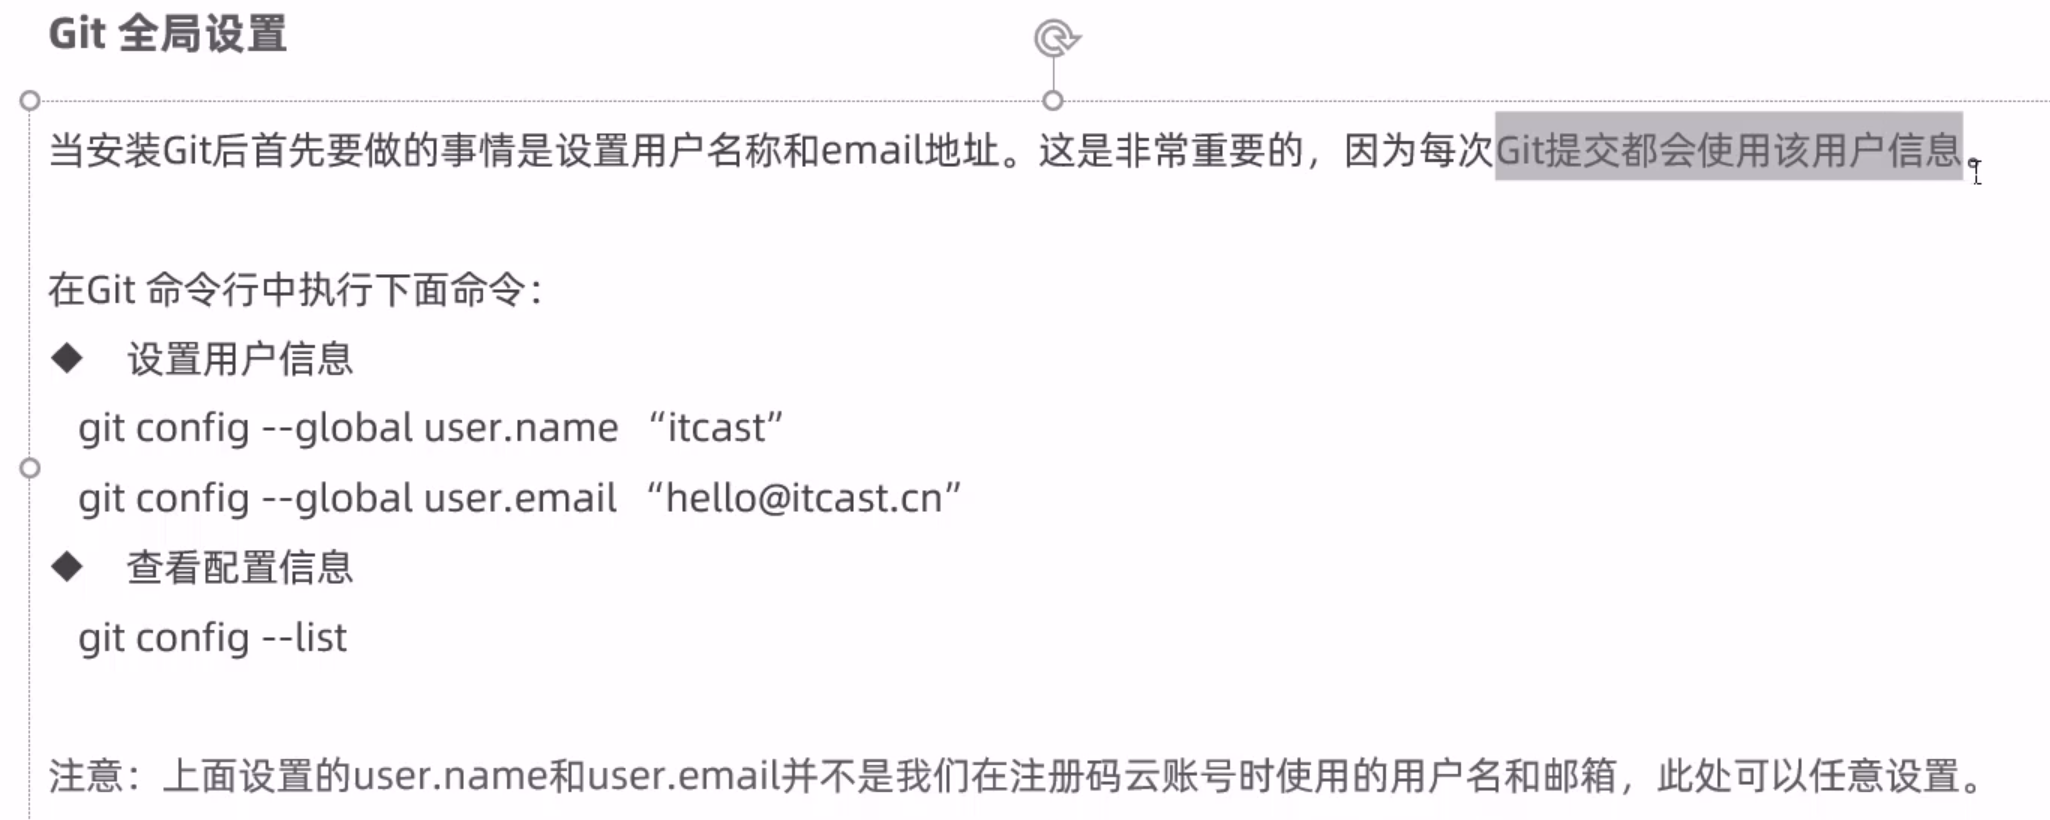 Git 全局设置
当安装Git后首先要做的事情是设置用户名称和email地址。这是非常重要的，因为每次Git提交都会使用该用户信息。
在Git 命令行中执行下面命令：
◆ 设置用户信息
git config --global user.name “itcast”
git config --global user.email “hello@itcast.cn”
◆ 查看配置信息
git config --list
注意：上面设置的user.name和user.email并不是我们在注册码云账号时使用的用户名和邮箱，此处可以任意设置。